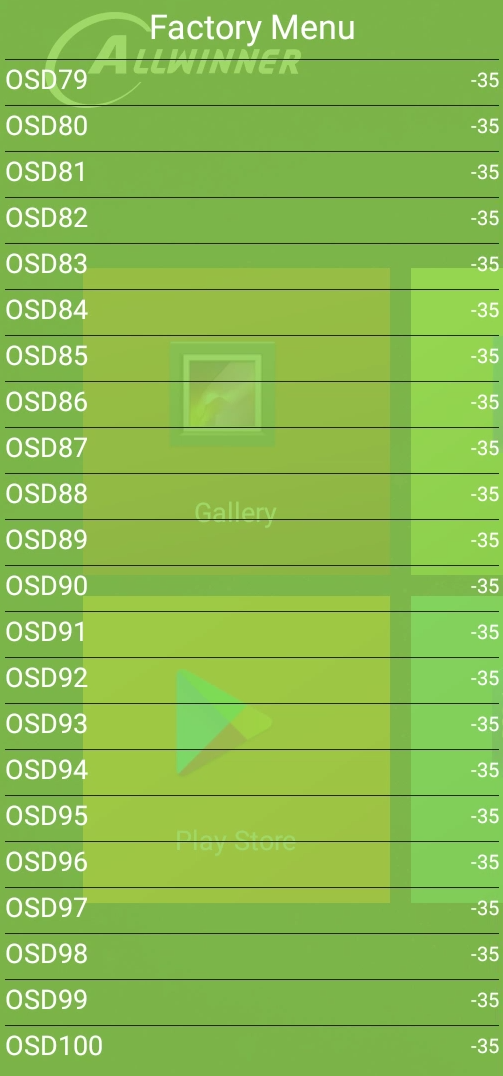 Factory Menu
ALLWINNER
OSD79 -35
OSD80 -35
OSD81 -35
OSD82 -35
OSD83 -35
OSD84 -35
OSD85 -35
OSD86 -35
OSD87 -35
OSD88 -35
Gallery
OSD89 -35
OSD90 -35
OSD91 -35
OSD92 -35
OSD93 -35
OSD94 -35
OSD95 -35
Play Store
OSD96 -35
OSD97 -35
OSD98 -35
OSD99 -35
OSD100 -35